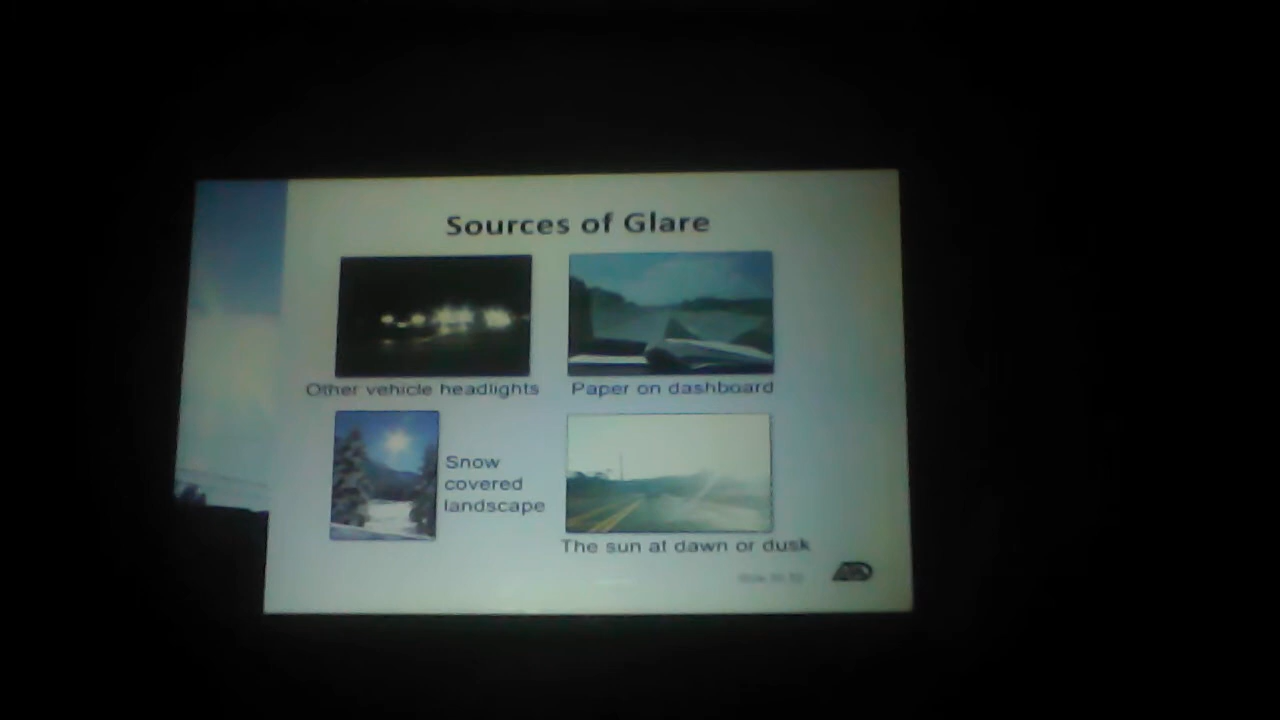 Sources of Glare
Other vehicle headlights
Paper on dashboard
Snow
covered
landscape
The sun at dawn or dusk